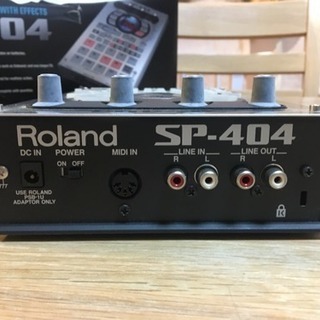 WITH EFFECTS
404
Roland SP-404
DC IN POWER MIDI IN LINE IN LINE OUT
ON OFF R L R L
USE ROLAND
PSB-1U
ADAPTOR ONLY